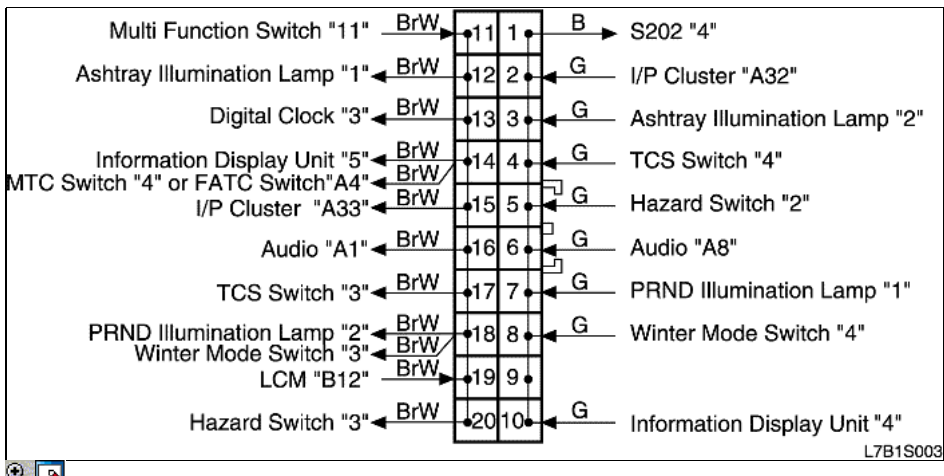 Multi Function Switch "11" BrW 11 1 B S202 "4"
Ashtray Illumination Lamp "1" BrW 12 2 G I/P Cluster "A32"
Digital Clock "3" BrW 13 3 G Ashtray Illumination Lamp "2"
Information Display Unit "5" BrW 14 4 G TCS Switch "4"
MTC Switch "4" or FATC Switch"A4" BrW
I/P Cluster "A33" BrW 15 5 G Hazard Switch "2"
Audio "A1" BrW 16 6 G Audio "A8"
TCS Switch "3" BrW 17 7 G PRND Illumination Lamp "1"
PRND Illumination Lamp "2" BrW 18 8 G Winter Mode Switch "4"
Winter Mode Switch "3" BrW
LCM "B12" BrW 19 9
Hazard Switch "3" BrW 20 10 G Information Display Unit "4"
L7B1S003